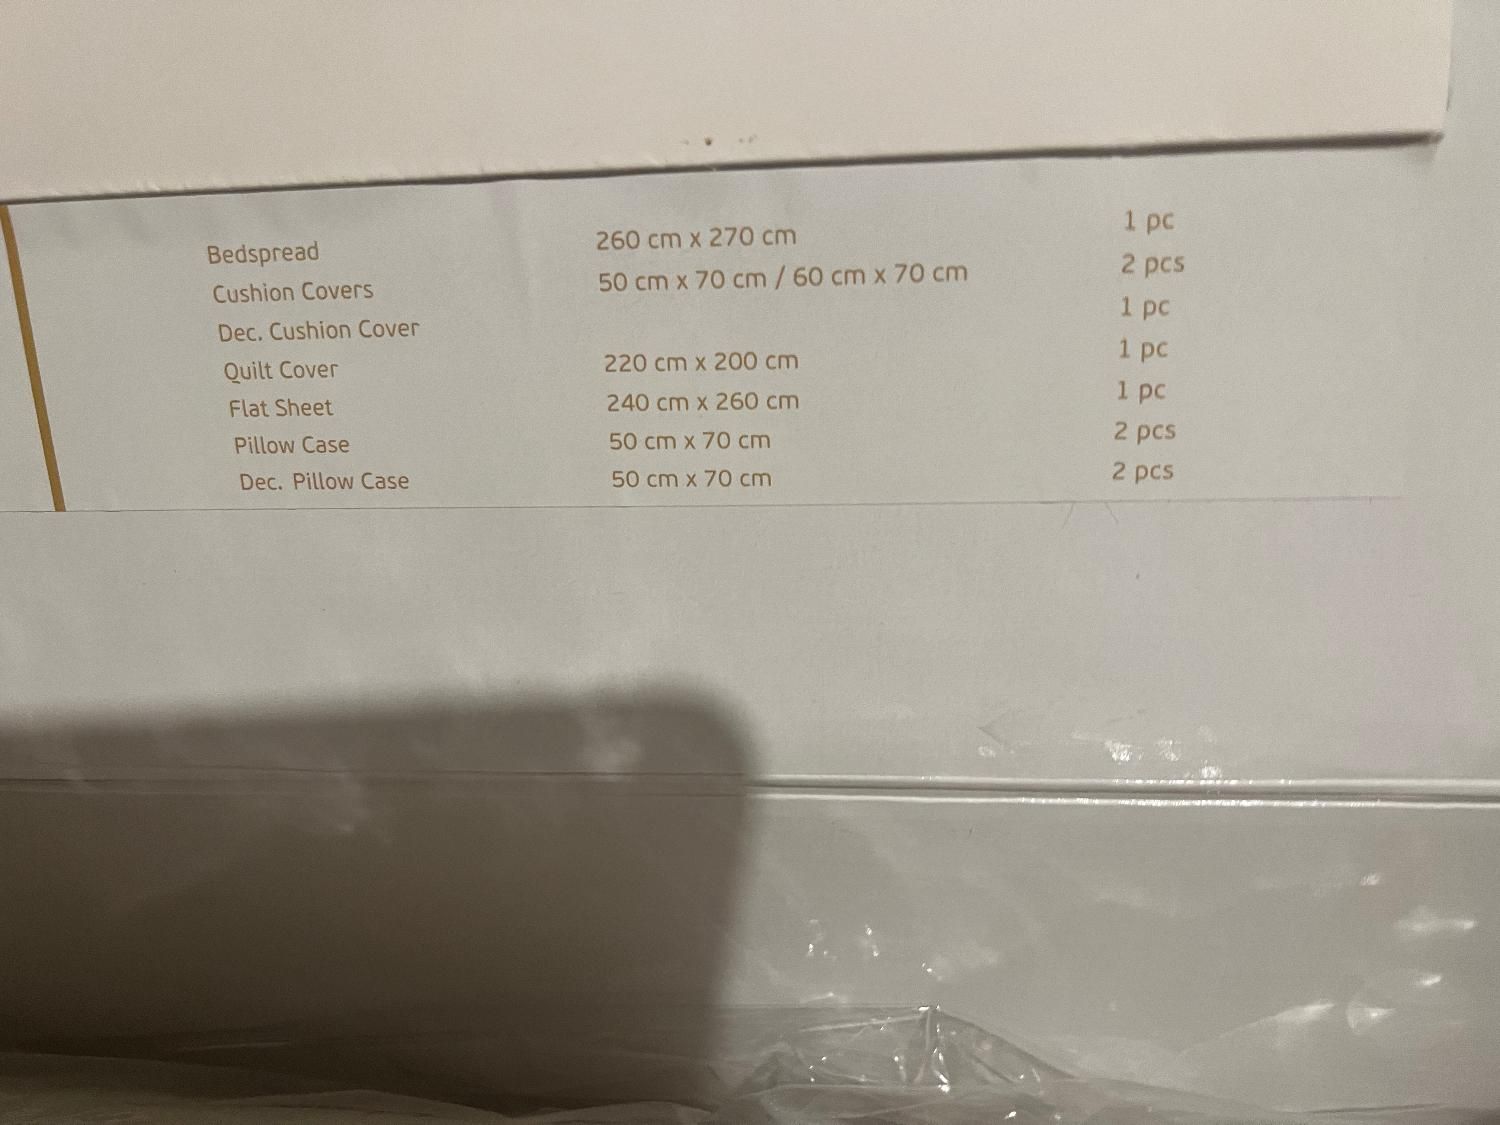 Bedspread 260 cm x 270 cm 1 pc
Cushion Covers 50 cm x 70 cm / 60 cm x 70 cm 2 pcs
Dec. Cushion Cover 1 pc
Quilt Cover 220 cm x 200 cm 1 pc
Flat Sheet 240 cm x 260 cm 1 pc
Pillow Case 50 cm x 70 cm 2 pcs
Dec. Pillow Case 50 cm x 70 cm 2 pcs